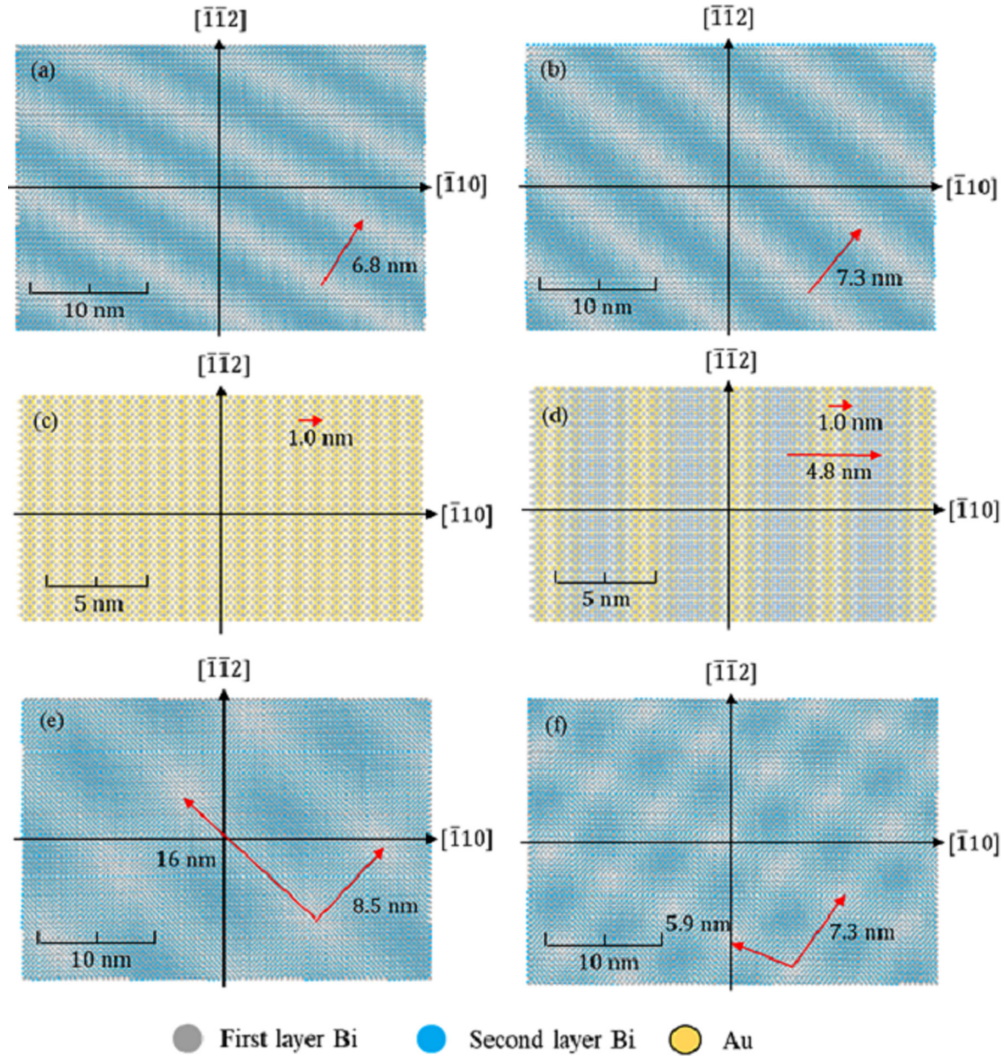 [1̅1̅2]
(a)
[1̅10]
6.8 nm
10 nm
[1̅1̅2]
(b)
[1̅10]
7.3 nm
10 nm
[1̅1̅2]
(c)
1.0 nm
[1̅10]
5 nm
[1̅1̅2]
(d)
1.0 nm
4.8 nm
[1̅10]
5 nm
[1̅1̅2]
(e)
[1̅10]
16 nm
8.5 nm
10 nm
[1̅1̅2]
(f)
[1̅10]
5.9 nm
7.3 nm
10 nm
First layer Bi
Second layer Bi
Au